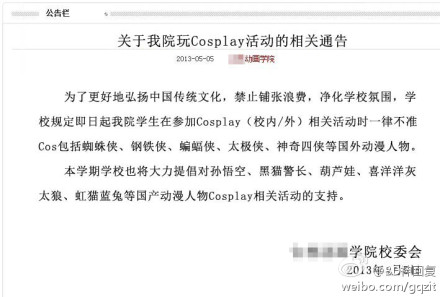 公告栏
关于我院玩Cosplay活动的相关通告
2013-05-05 动画学院
为了更好地弘扬中国传统文化，禁止铺张浪费，净化学校氛围，学
校规定即日起我院学生在参加Cosplay（校内/外）相关活动时一律不准
Cos包括蜘蛛侠、钢铁侠、蝙蝠侠、太极侠、神奇四侠等国外动漫人物。
本学期学校也将大力提倡对孙悟空、黑猫警长、葫芦娃、喜洋洋灰
太狼、虹猫蓝兔等国产动漫人物Cosplay相关活动的支持。
学院校委会
2013年
weibo.com/gqzit